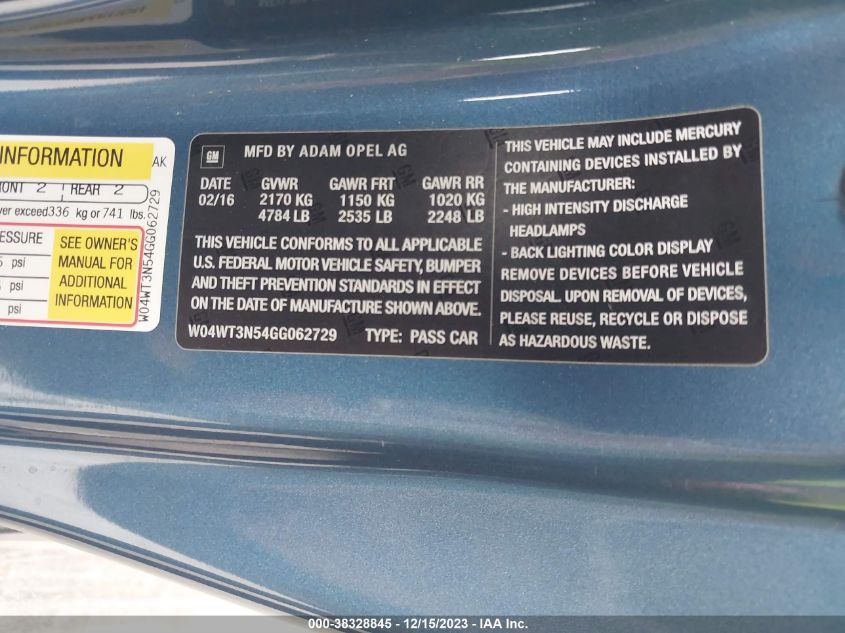 INFORMATION
AK
FRONT 2 REAR 2
ver exceed 336 kg or 741 lbs.
PRESSURE
SEE OWNER'S
MANUAL FOR
ADDITIONAL
INFORMATION
psi
psi
psi
W04WT3N54GG062729
GM
MFD BY ADAM OPEL AG
DATE GVWR GAWR FRT GAWR RR
02/16 2170 KG 1150 KG 1020 KG
4784 LB 2535 LB 2248 LB
THIS VEHICLE CONFORMS TO ALL APPLICABLE
U.S. FEDERAL MOTOR VEHICLE SAFETY, BUMPER
AND THEFT PREVENTION STANDARDS IN EFFECT
ON THE DATE OF MANUFACTURE SHOWN ABOVE.
W04WT3N54GG062729 TYPE: PASS CAR
THIS VEHICLE MAY INCLUDE MERCURY
CONTAINING DEVICES INSTALLED BY
THE MANUFACTURER:
- HIGH INTENSITY DISCHARGE
HEADLAMPS
- BACK LIGHTING COLOR DISPLAY
REMOVE DEVICES BEFORE VEHICLE
DISPOSAL. UPON REMOVAL OF DEVICES,
PLEASE REUSE, RECYCLE OR DISPOSE
AS HAZARDOUS WASTE.
000-38328845 / 12/15/2023 - IAA Inc.